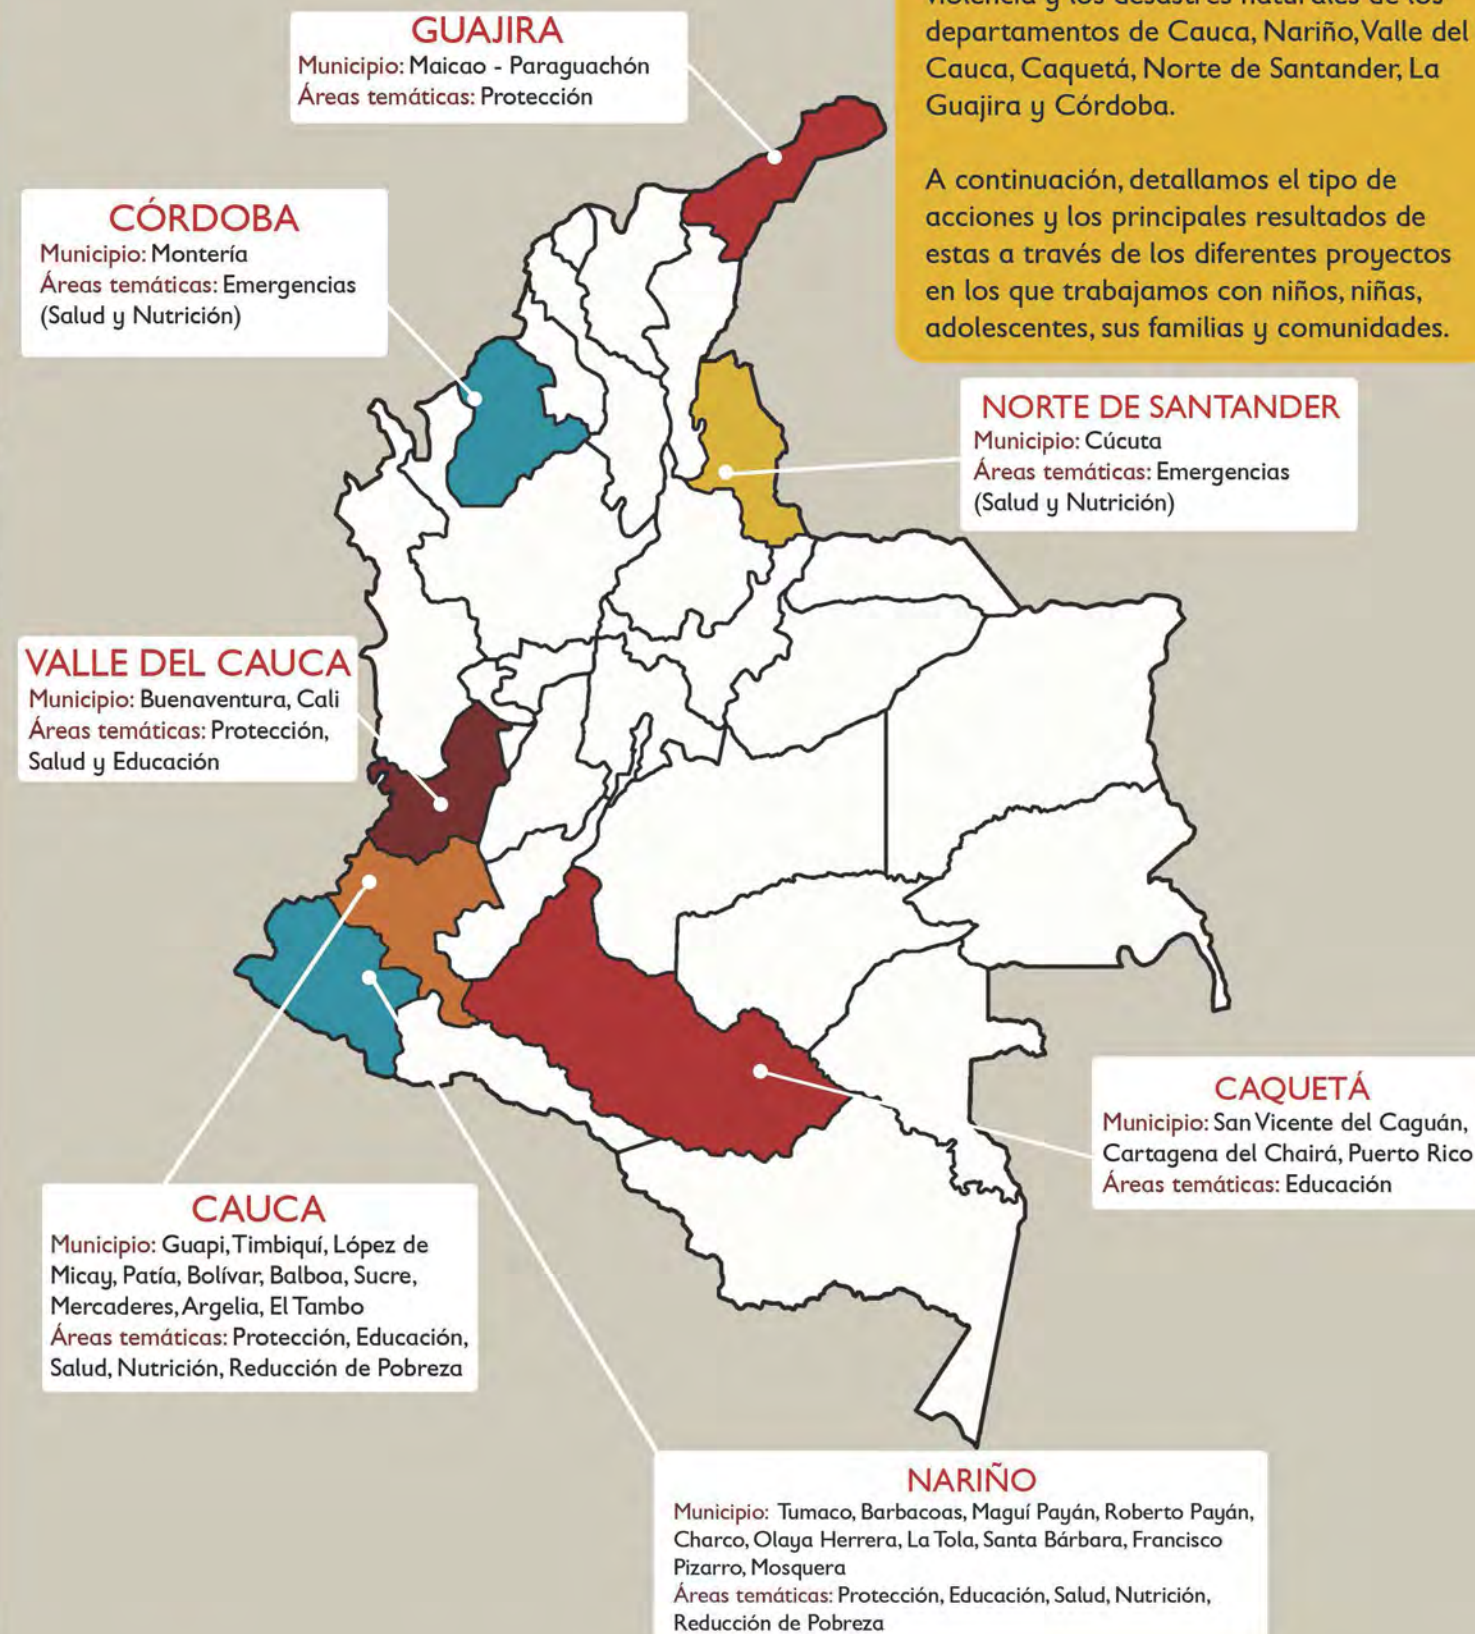 violencia y los desastres naturales de los
departamentos de Cauca, Nariño, Valle del
Cauca, Caquetá, Norte de Santander, La
Guajira y Córdoba.
A continuación, detallamos el tipo de
acciones y los principales resultados de
estas a través de los diferentes proyectos
en los que trabajamos con niños, niñas,
adolescentes, sus familias y comunidades.
GUAJIRA
Municipio: Maicao - Paraguachón
Áreas temáticas: Protección
CÓRDOBA
Municipio: Montería
Áreas temáticas: Emergencias
(Salud y Nutrición)
NORTE DE SANTANDER
Municipio: Cúcuta
Áreas temáticas: Emergencias
(Salud y Nutrición)
VALLE DEL CAUCA
Municipio: Buenaventura, Cali
Áreas temáticas: Protección,
Salud y Educación
CAQUETÁ
Municipio: San Vicente del Caguán,
Cartagena del Chairá, Puerto Rico
Áreas temáticas: Educación
CAUCA
Municipio: Guapi, Timbiquí, López de
Micay, Patía, Bolívar, Balboa, Sucre,
Mercaderes, Argelia, El Tambo
Áreas temáticas: Protección, Educación,
Salud, Nutrición, Reducción de Pobreza
NARIÑO
Municipio: Tumaco, Barbacoas, Maguí Payán, Roberto Payán,
Charco, Olaya Herrera, La Tola, Santa Bárbara, Francisco
Pizarro, Mosquera
Áreas temáticas: Protección, Educación, Salud, Nutrición,
Reducción de Pobreza